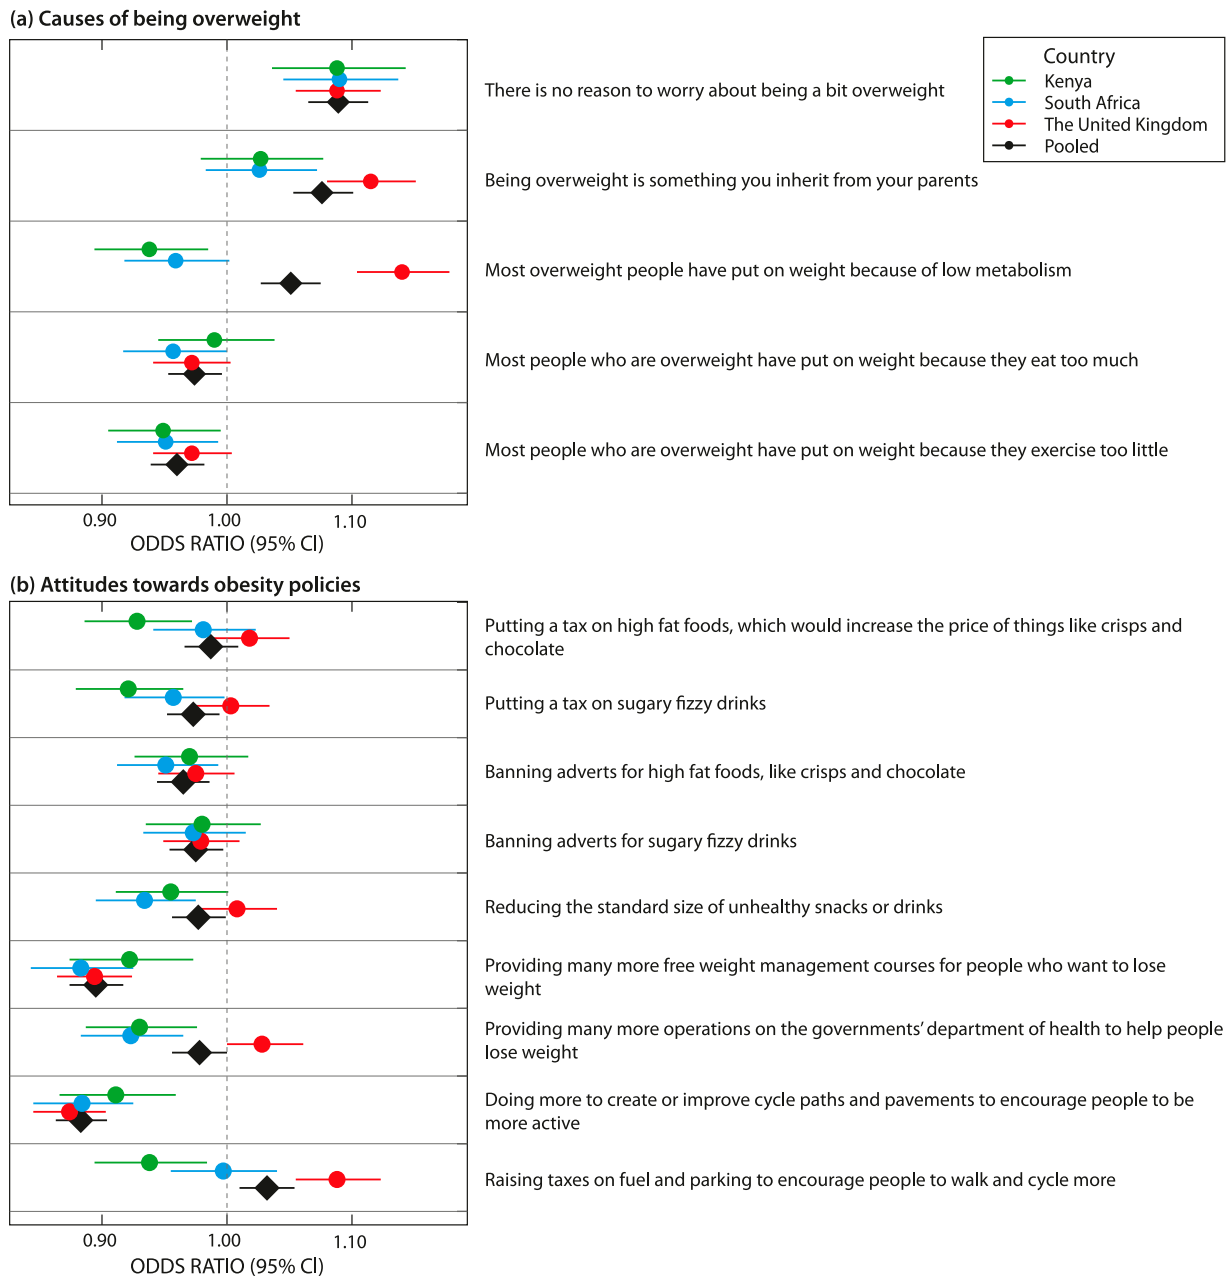 (a) Causes of being overweight
Country
Kenya
South Africa
The United Kingdom
Pooled
There is no reason to worry about being a bit overweight
Being overweight is something you inherit from your parents
Most overweight people have put on weight because of low metabolism
Most people who are overweight have put on weight because they eat too much
Most people who are overweight have put on weight because they exercise too little
0.90 1.00 1.10
ODDS RATIO (95% CI)
(b) Attitudes towards obesity policies
Putting a tax on high fat foods, which would increase the price of things like crisps and
chocolate
Putting a tax on sugary fizzy drinks
Banning adverts for high fat foods, like crisps and chocolate
Banning adverts for sugary fizzy drinks
Reducing the standard size of unhealthy snacks or drinks
Providing many more free weight management courses for people who want to lose
weight
Providing many more operations on the governments' department of health to help people
lose weight
Doing more to create or improve cycle paths and pavements to encourage people to be
more active
Raising taxes on fuel and parking to encourage people to walk and cycle more
0.90 1.00 1.10
ODDS RATIO (95% CI)